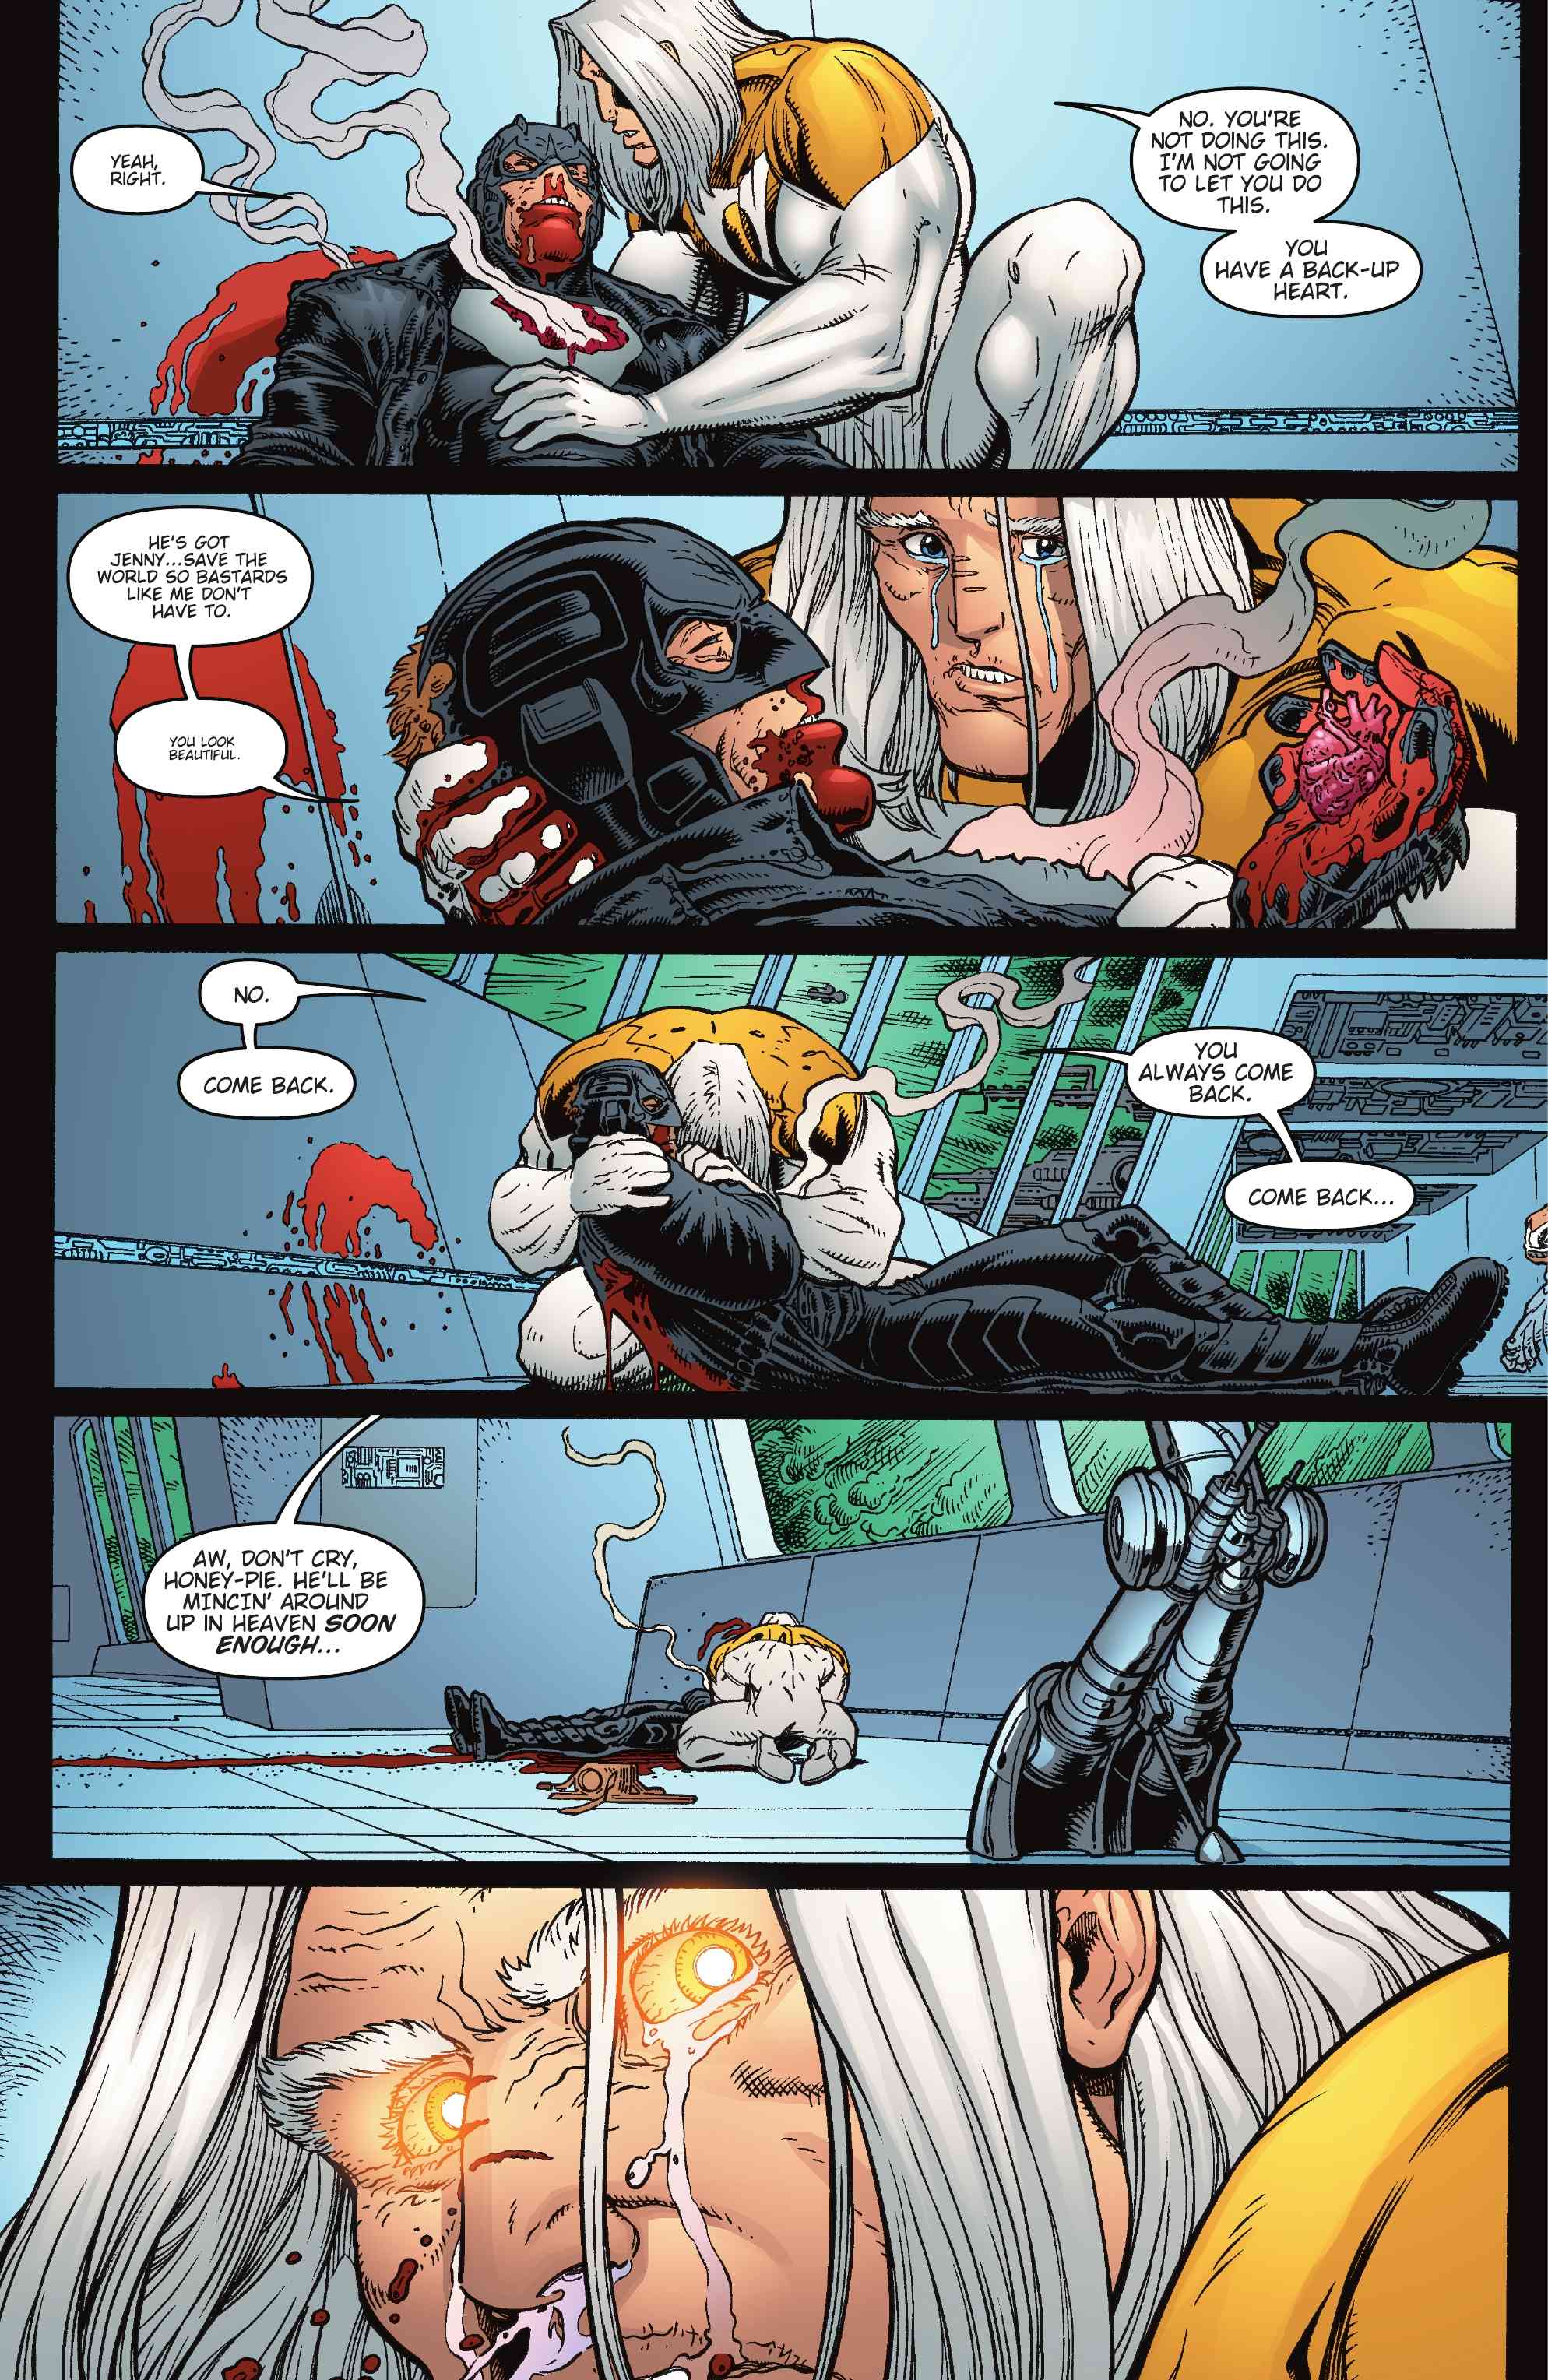 YEAH,
RIGHT.
NO. YOU'RE
NOT DOING THIS.
I'M NOT GOING
TO LET YOU DO
THIS.
YOU
HAVE A BACK-UP
HEART.
HE'S GOT
JENNY...SAVE THE
WORLD SO BASTARDS
LIKE ME DON'T
HAVE TO.
YOU LOOK
BEAUTIFUL.
NO.
COME BACK.
YOU
ALWAYS COME
BACK.
COME BACK...
AW, DON'T CRY,
HONEY-PIE. HE'LL BE
MINCIN' AROUND
UP IN HEAVEN SOON
ENOUGH...